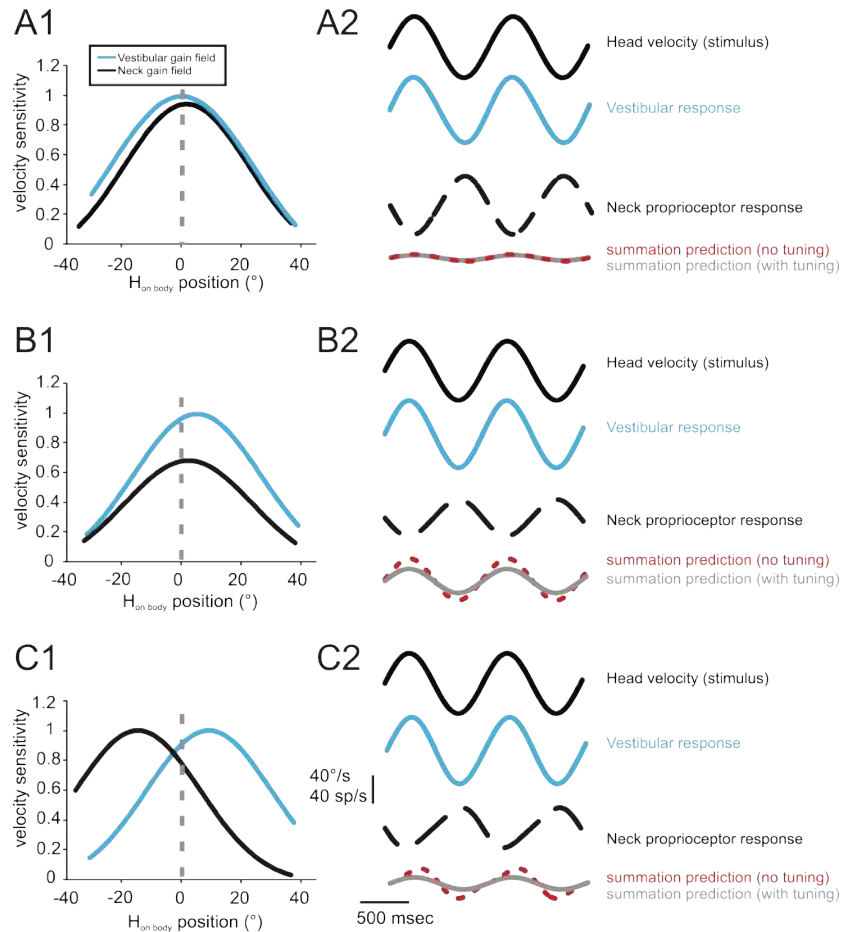 A1
Vestibular gain field
Neck gain field
velocity sensitivity
1.2
1
0.8
0.6
0.4
0.2
0
-40
-20
0
20
40
H on body position (°)
A2
Head velocity (stimulus)
Vestibular response
Neck proprioceptor response
summation prediction (no tuning)
summation prediction (with tuning)
B1
velocity sensitivity
1.2
1
0.8
0.6
0.4
0.2
0
-40
-20
0
20
40
H on body position (°)
B2
Head velocity (stimulus)
Vestibular response
Neck proprioceptor response
summation prediction (no tuning)
summation prediction (with tuning)
C1
velocity sensitivity
1.2
1
0.8
0.6
0.4
0.2
0
-40
-20
0
20
40
H on body position (°)
C2
Head velocity (stimulus)
Vestibular response
40°/s
40 sp/s
Neck proprioceptor response
summation prediction (no tuning)
summation prediction (with tuning)
500 msec